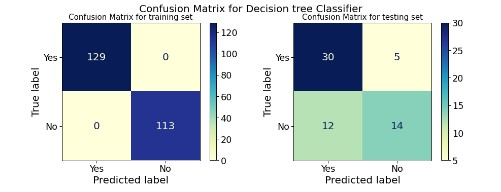 Confusion Matrix for Decision tree Classifier
Confusion Matrix for training set
Yes
No
True label
129
0
0
113
Yes
No
Predicted label
120
100
80
60
40
20
0
Confusion Matrix for testing set
Yes
No
True label
30
5
12
14
Yes
No
Predicted label
30
25
20
15
10
5